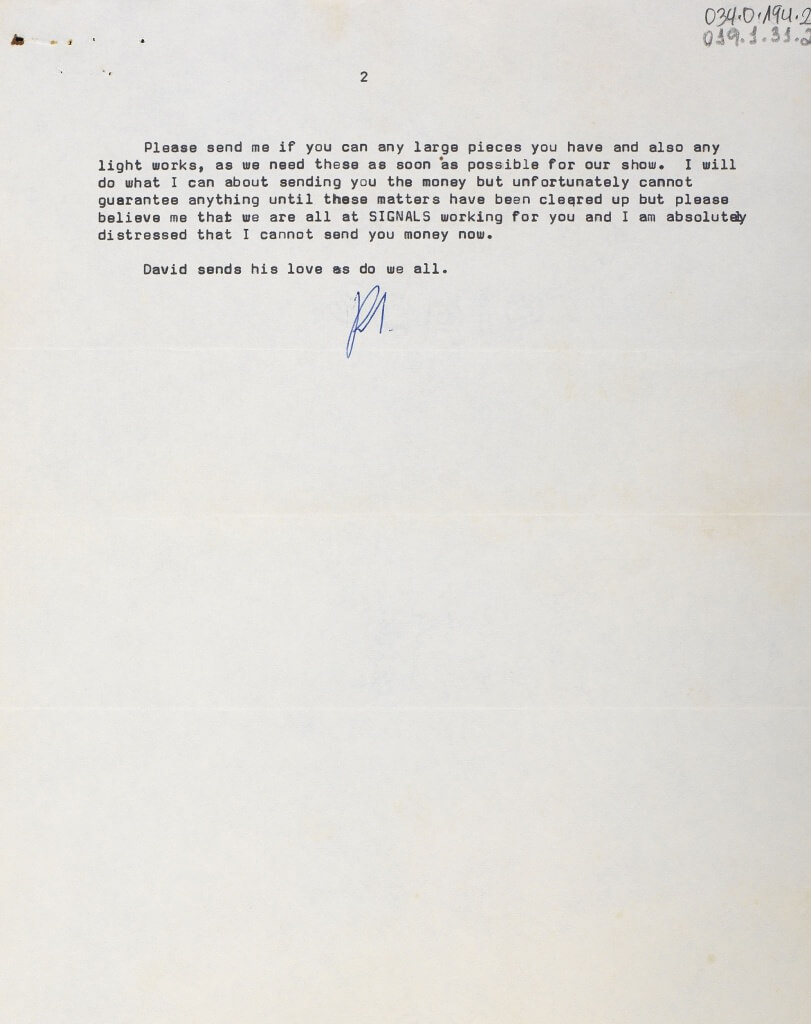 034.0.194.2
019.1.31.2
2
Please send me if you can any large pieces you have and also any
light works, as we need these as soon as possible for our show. I will
do what I can about sending you the money but unfortunately cannot
guarantee anything until these matters have been cleared up but please
believe me that we are all at SIGNALS working for you and I am absolutely
distressed that I cannot send you money now.
David sends his love as do we all.